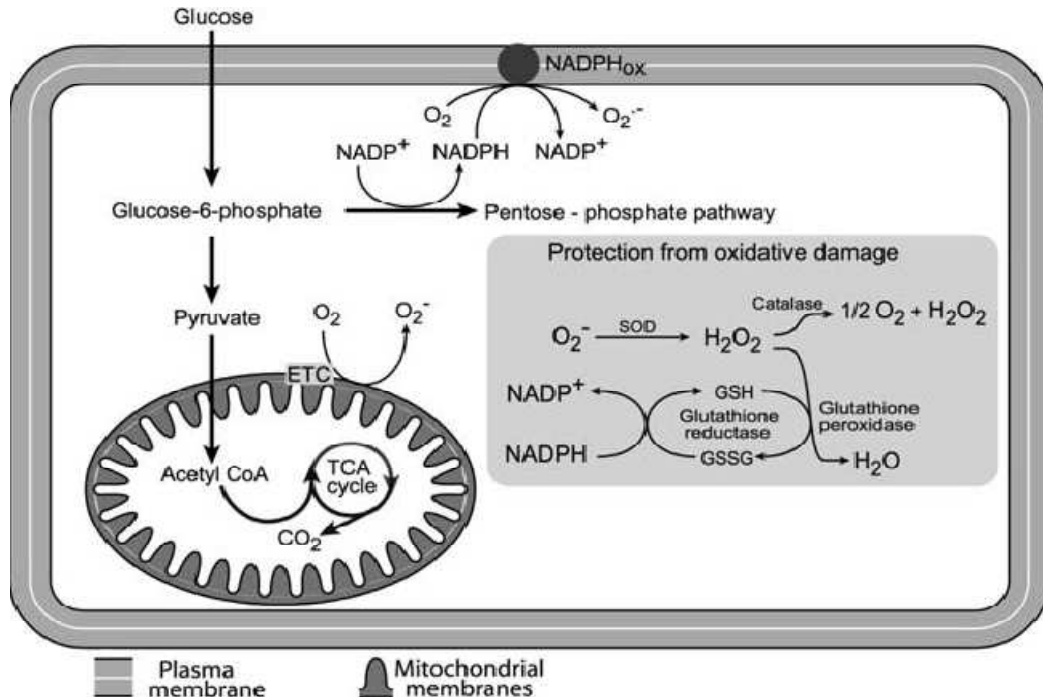 Glucose
NADPHox
O₂
O₂·⁻
NADP⁺
NADPH
NADP⁺
Glucose-6-phosphate
Pentose - phosphate pathway
Protection from oxidative damage
Pyruvate
O₂
O₂⁻
Catalase
1/2 O₂ + H₂O₂
O₂⁻
SOD
H₂O₂
ETC
NADP⁺
GSH
Glutathione
reductase
Glutathione
peroxidase
NADPH
GSSG
H₂O
Acetyl CoA
TCA
cycle
CO₂
Plasma
membrane
Mitochondrial
membranes